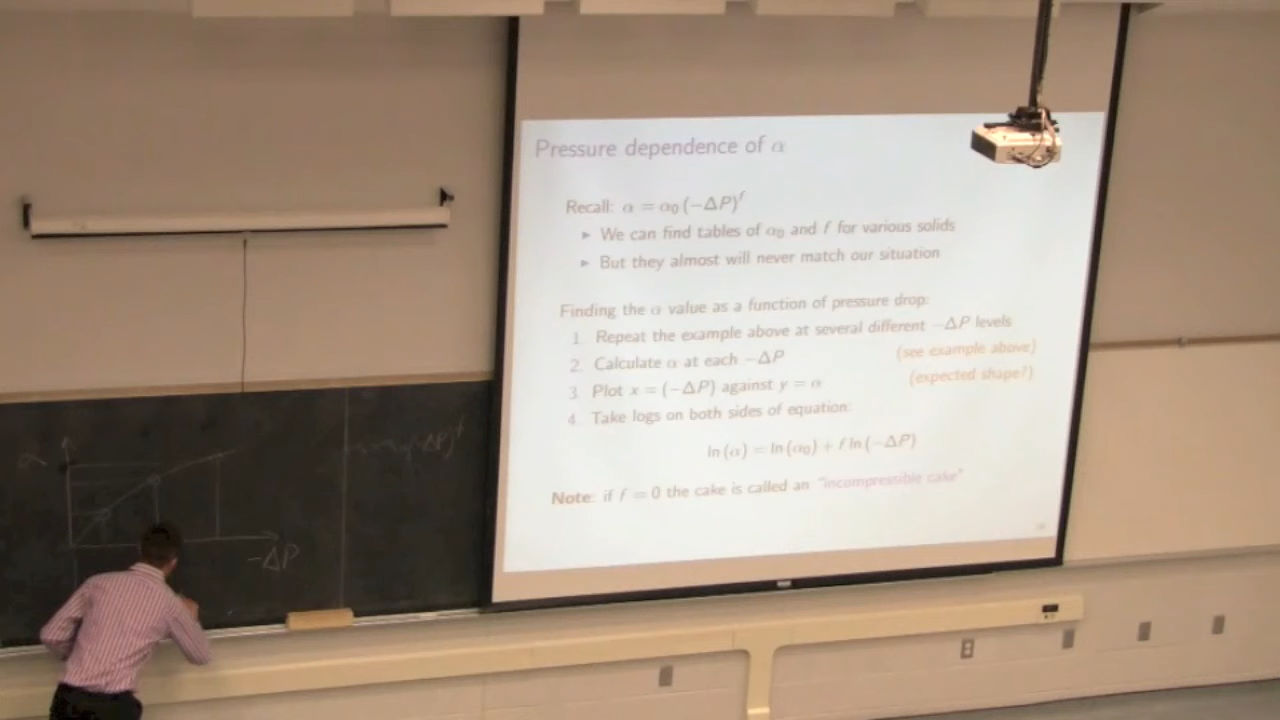 Pressure dependence of α
Recall: α = α₀ (−ΔP)ᶠ
▶ We can find tables of α₀ and f for various solids
▶ But they almost will never match our situation
Finding the α value as a function of pressure drop:
1. Repeat the example above at several different −ΔP levels
(see example above)
2. Calculate α at each −ΔP
(expected shape?)
3. Plot x = (−ΔP) against y = α
4. Take logs on both sides of equation:
ln (α) = ln (α₀) + f ln (−ΔP)
Note: if f = 0 the cake is called an "incompressible cake"
α
−ΔP